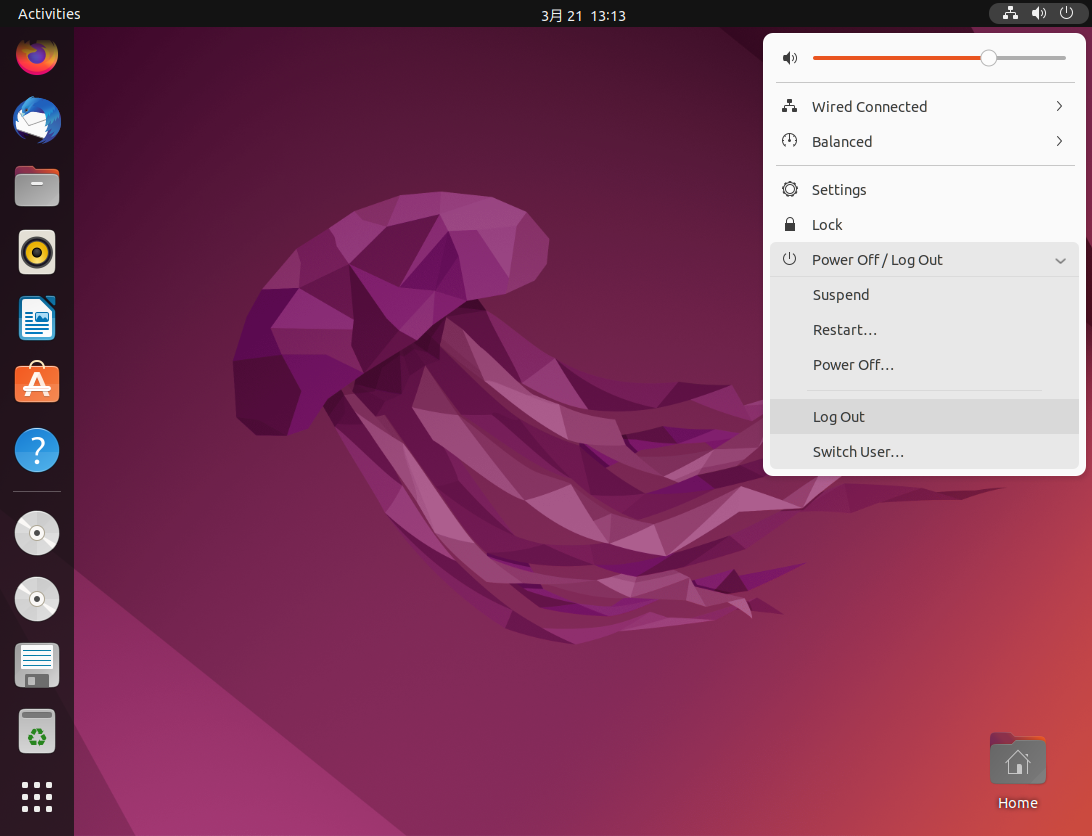 Activities
3月 21 13:13
Wired Connected
Balanced
Settings
Lock
Power Off / Log Out
Suspend
Restart…
Power Off…
Log Out
Switch User…
?
Home